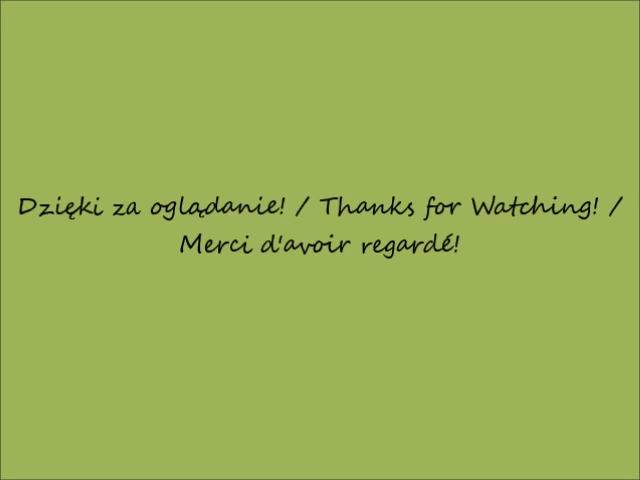 Dzięki za oglądanie! / Thanks for Watching! /
Merci d'avoir regardé!